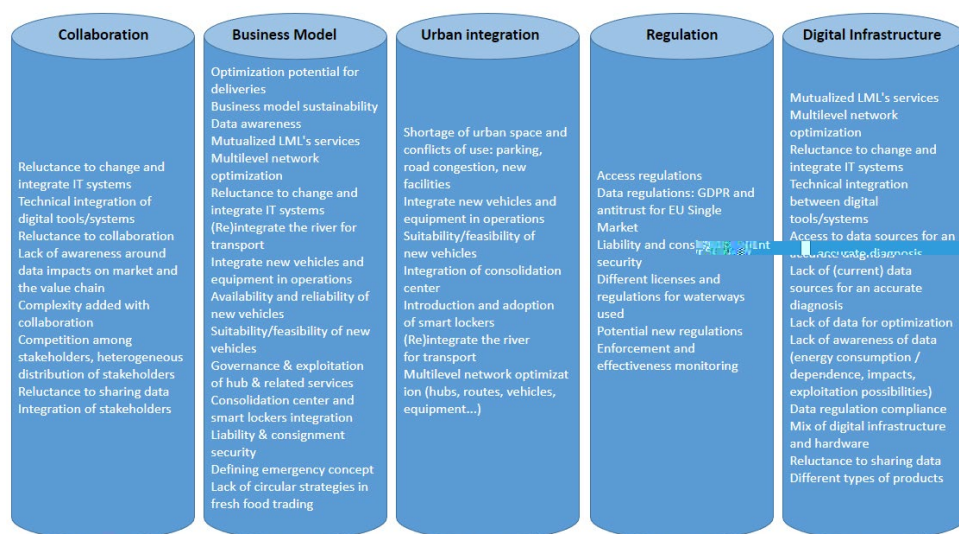 Collaboration
Reluctance to change and
integrate IT systems
Technical integration of
digital tools/systems
Reluctance to collaboration
Lack of awareness around
data impacts on market and
the value chain
Complexity added with
collaboration
Competition among
stakeholders, heterogeneous
distribution of stakeholders
Reluctance to sharing data
Integration of stakeholders
Business Model
Optimization potential for
deliveries
Business model sustainability
Data awareness
Mutualized LML's services
Multilevel network
optimization
Reluctance to change and
integrate IT systems
(Re)integrate the river for
transport
Integrate new vehicles and
equipment in operations
Availability and reliability of
new vehicles
Suitability/feasibility of new
vehicles
Governance & exploitation
of hub & related services
Consolidation center and
smart lockers integration
Liability & consignment
security
Defining emergency concept
Lack of circular strategies in
fresh food trading
Urban integration
Shortage of urban space and
conflicts of use: parking,
road congestion, new
facilities
Integrate new vehicles and
equipment in operations
Suitability/feasibility of
new vehicles
Integration of consolidation
center
Introduction and adoption
of smart lockers
(Re)integrate the river
for transport
Multilevel network optimizat
ion (hubs, routes, vehicles,
equipment...)
Regulation
Access regulations
Data regulations: GDPR and
antitrust for EU Single
Market
Liability and
security
Different licenses and
regulations for waterways
used
Potential new regulations
Enforcement and
effectiveness monitoring
Digital Infrastructure
Mutualized LML's services
Multilevel network
optimization
Reluctance to change and
integrate IT systems
Technical integration
between digital
tools/systems
Access to data sources for an
diagnosis
Lack of (current) data
sources for an accurate
diagnosis
Lack of data for optimization
Lack of awareness of data
(energy consumption /
dependence, impacts,
exploitation possibilities)
Data regulation compliance
Mix of digital infrastructure
and hardware
Reluctance to sharing data
Different types of products